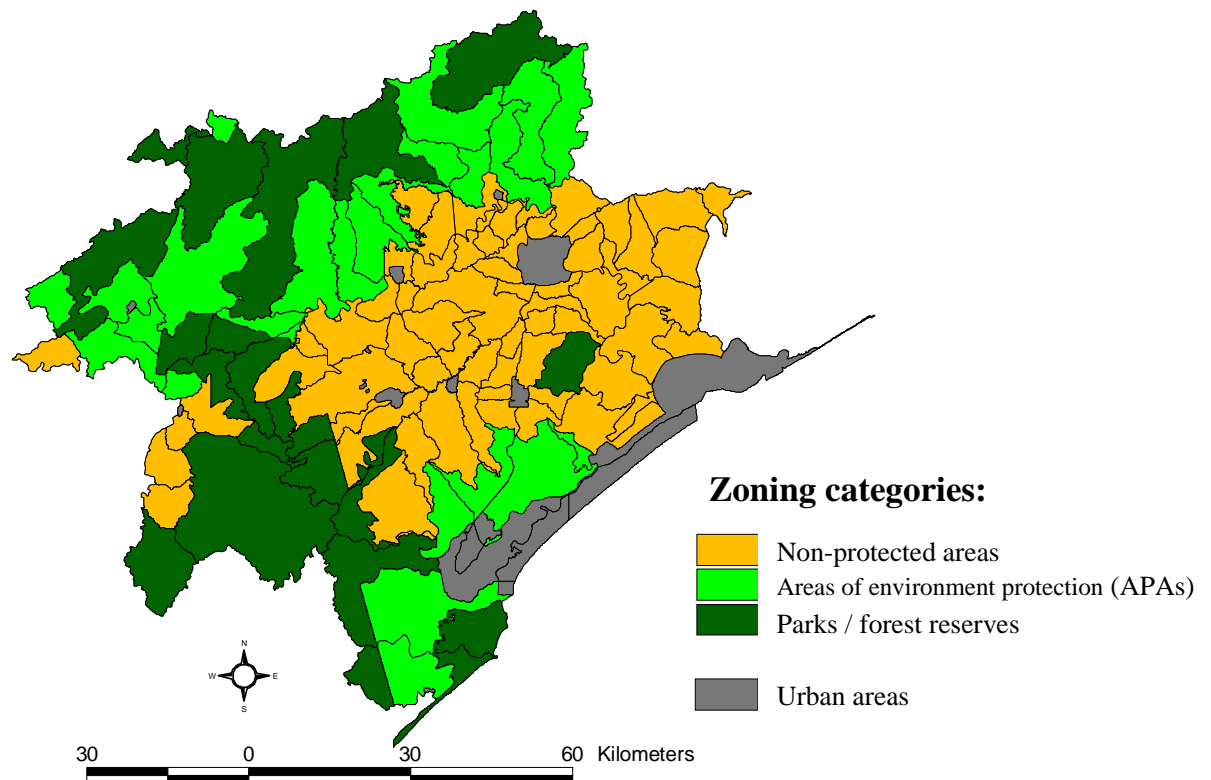 Zoning categories:
Non-protected areas
Areas of environment protection (APAs)
Parks / forest reserves
Urban areas
N
W E
S
30 0 30 60 Kilometers